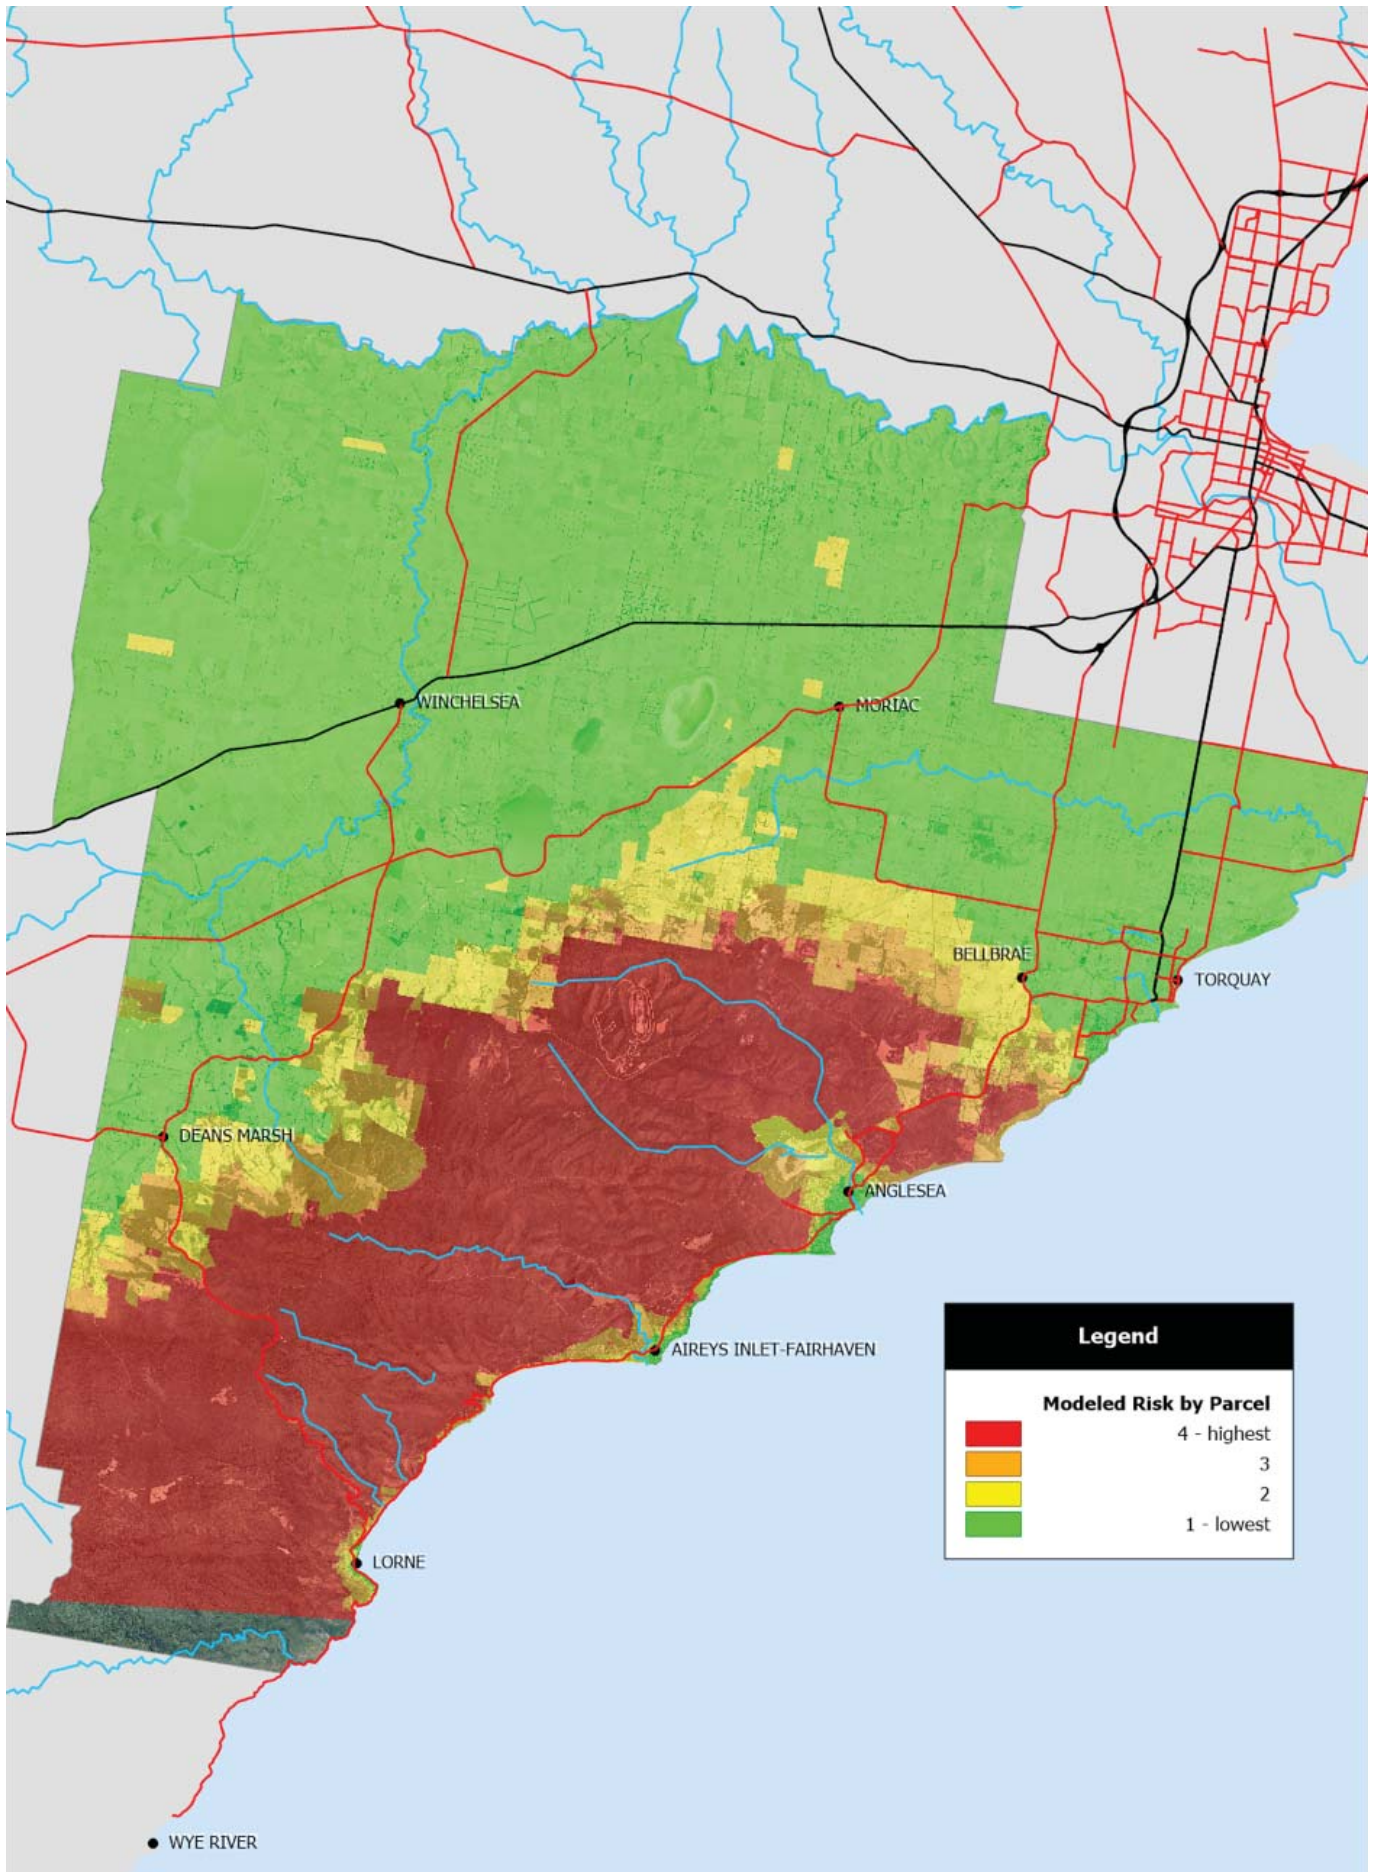 WINCHELSEA
MORIAC
BELLBRAE
TORQUAY
DEANS MARSH
ANGLESEA
AIREYS INLET-FAIRHAVEN
LORNE
WYE RIVER
Legend
Modeled Risk by Parcel
4 - highest
3
2
1 - lowest